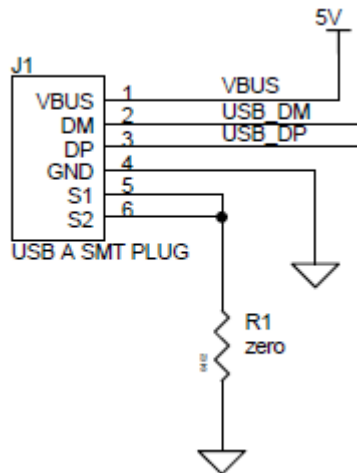 5V
J1
VBUS 1 VBUS
DM 2 USB_DM
DP 3 USB_DP
GND 4
S1 5
S2 6
USB A SMT PLUG
R1
zero
0402